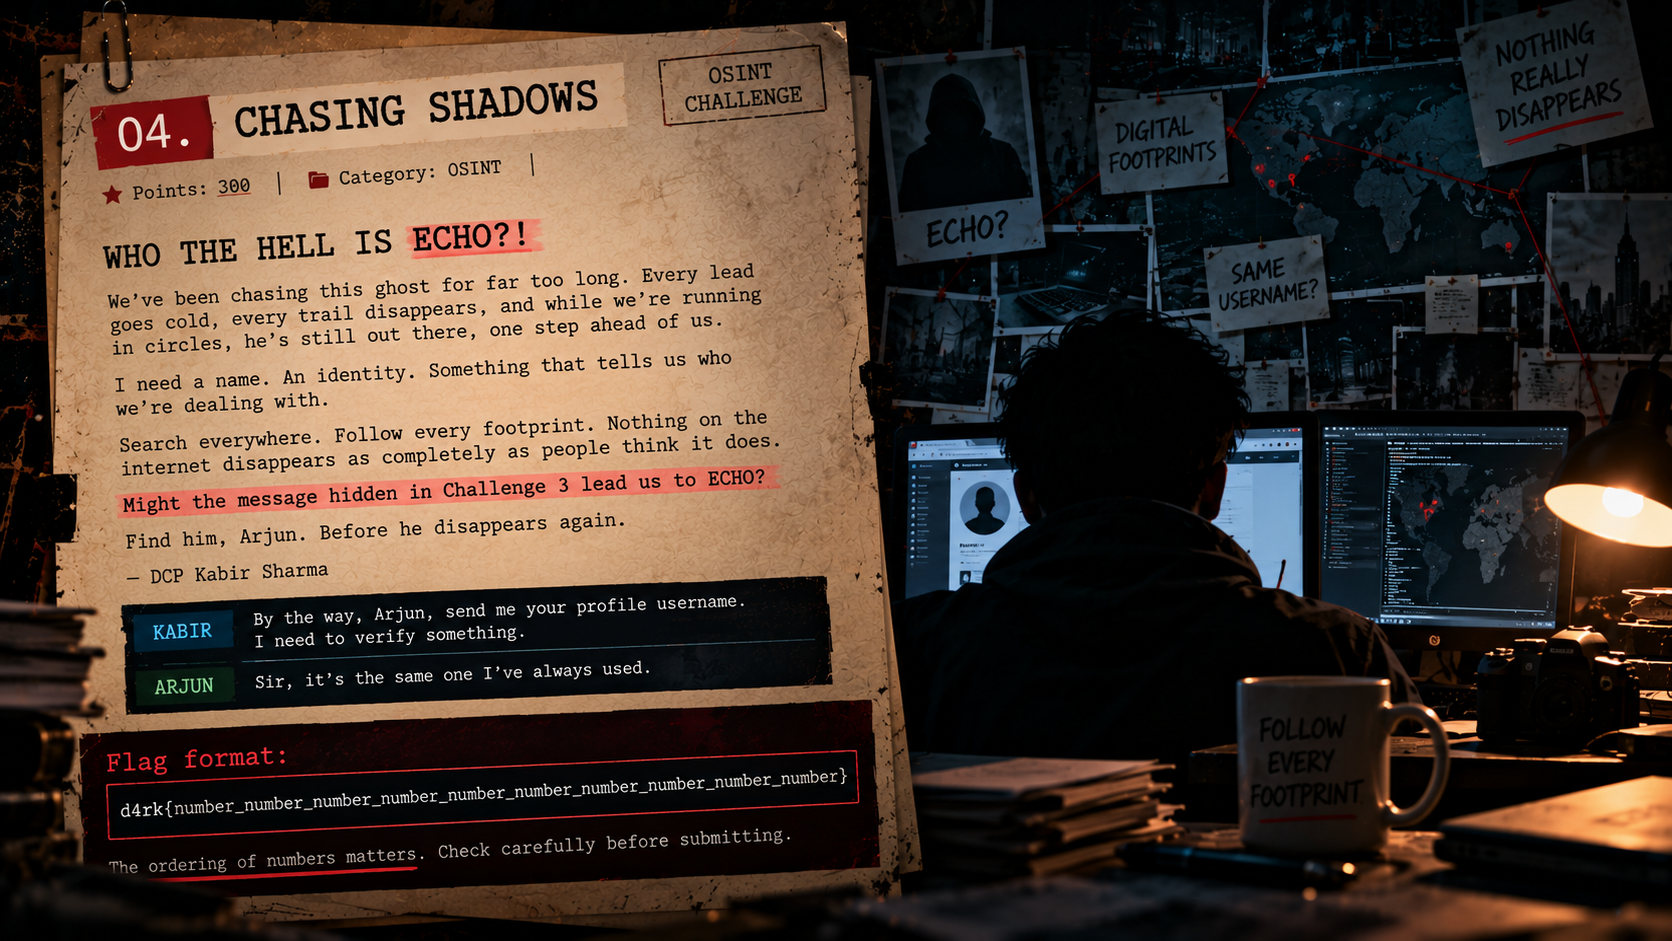 04. CHASING SHADOWS
OSINT
CHALLENGE
Points: 300 | Category: OSINT |
WHO THE HELL IS ECHO?!
We've been chasing this ghost for far too long. Every lead
goes cold, every trail disappears, and while we're running
in circles, he's still out there, one step ahead of us.
I need a name. An identity. Something that tells us who
we're dealing with.
Search everywhere. Follow every footprint. Nothing on the
internet disappears as completely as people think it does.
Might the message hidden in Challenge 3 lead us to ECHO?
Find him, Arjun. Before he disappears again.
— DCP Kabir Sharma
KABIR
By the way, Arjun, send me your profile username.
I need to verify something.
ARJUN
Sir, it's the same one I've always used.
Flag format:
d4rk{number_number_number_number_number_number_number_number_number_number}
The ordering of numbers matters. Check carefully before submitting.
ECHO?
DIGITAL
FOOTPRINTS
SAME
USERNAME?
NOTHING
REALLY
DISAPPEARS
FOLLOW
EVERY
FOOTPRINT.